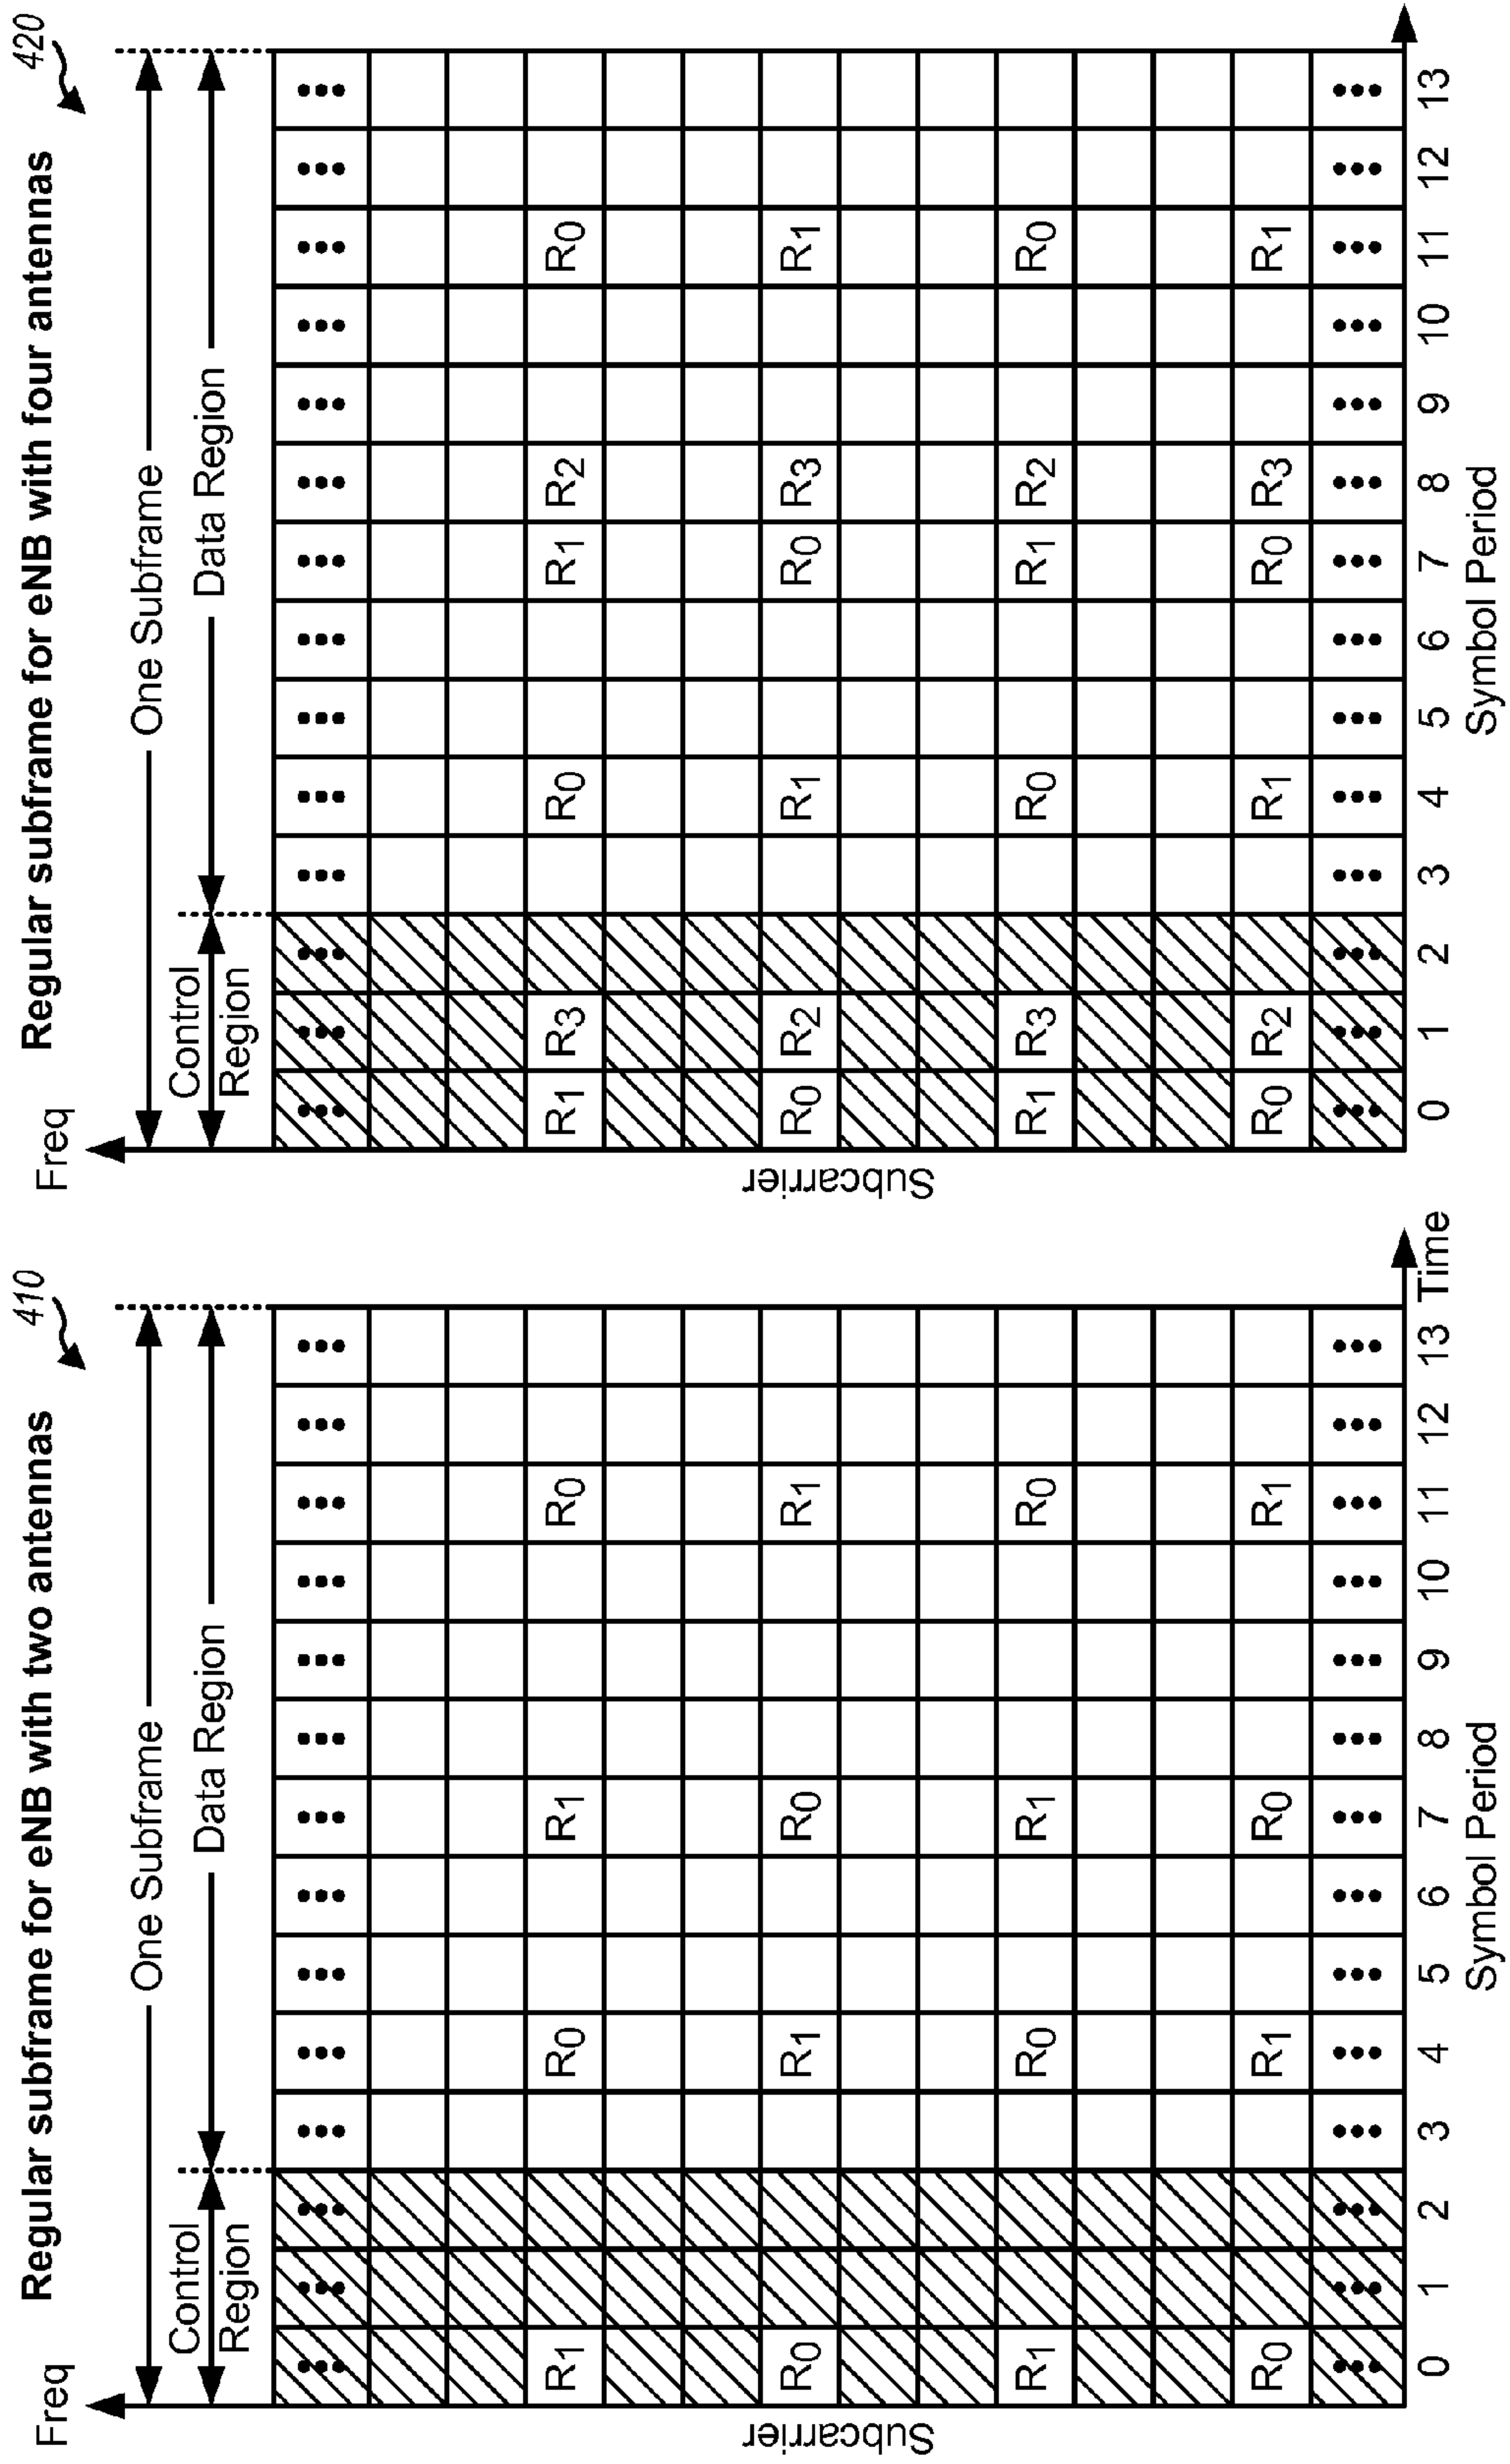 Regular subframe for eNB with two antennas
410
Freq
One Subframe
Control
Region
Data Region
Subcarrier
R1 R0 R1 R0
R0 R1 R0 R1
R1 R0 R1 R0
R0 R1 R0 R1
0 1 2 3 4 5 6 7 8 9 10 11 12 13 Time
Symbol Period
Regular subframe for eNB with four antennas
420
Freq
One Subframe
Control
Region
Data Region
Subcarrier
R1 R3 R0 R1 R2 R0
R0 R2 R1 R0 R3 R1
R1 R3 R0 R1 R2 R0
R0 R2 R1 R0 R3 R1
0 1 2 3 4 5 6 7 8 9 10 11 12 13
Symbol Period